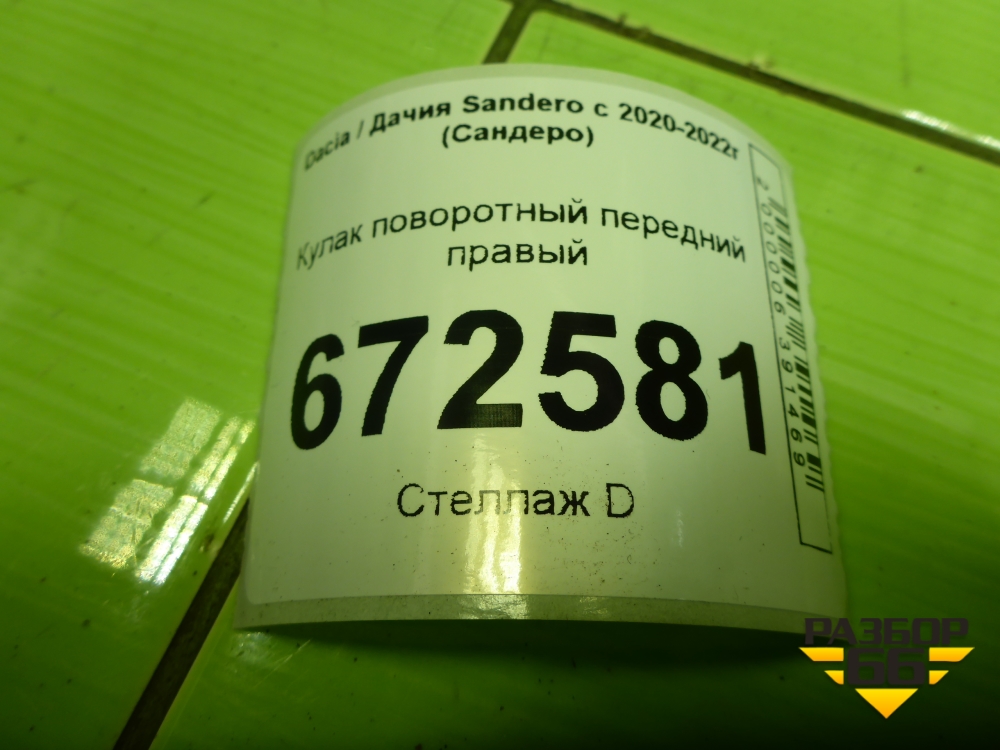 Dacia / Дачия Sandero с 2020-2022г
(Сандеро)
Кулак поворотный передний
правый
672581
Стеллаж D
2000006391469
РАЗБОР
66